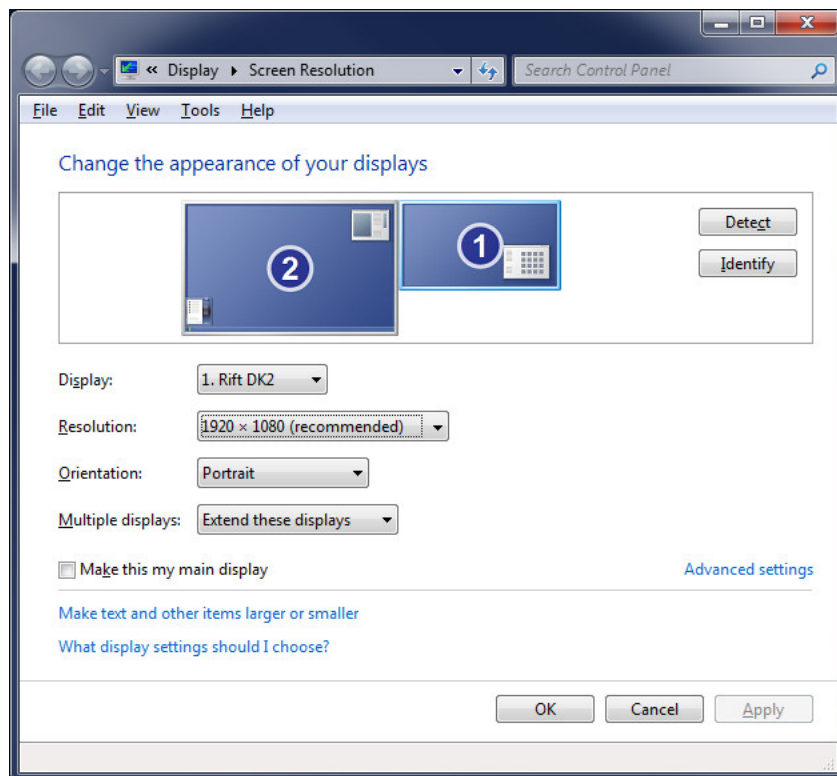 « Display ▸ Screen Resolution
Search Control Panel
File Edit View Tools Help
Change the appearance of your displays
2
1
Detect
Identify
Display: 1. Rift DK2
Resolution: 1920 × 1080 (recommended)
Orientation: Portrait
Multiple displays: Extend these displays
Make this my main display
Advanced settings
Make text and other items larger or smaller
What display settings should I choose?
OK Cancel Apply